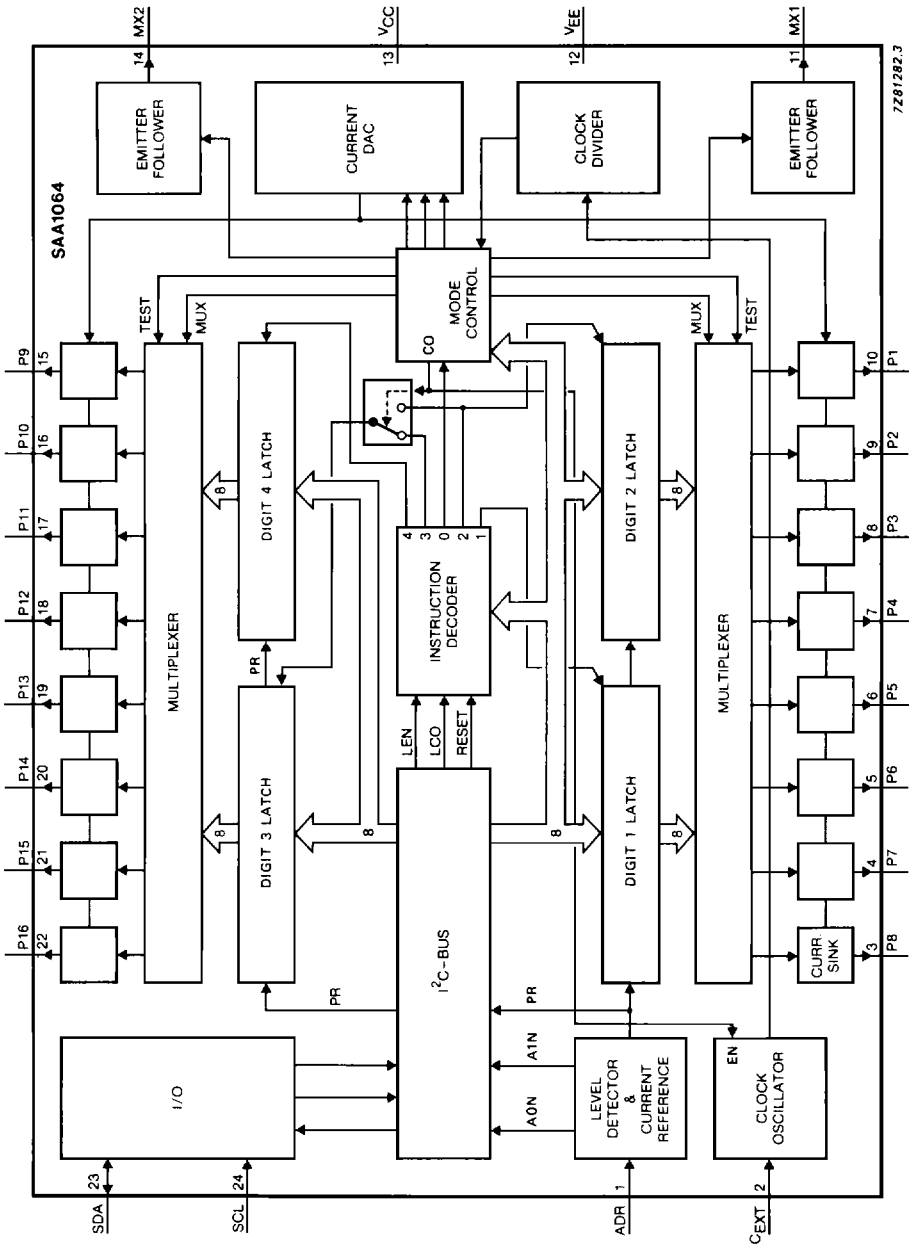 SAA1064
P16
P15
P14
P13
P12
P11
P10
P9
22
21
20
19
18
17
16
15
MX2
14
SDA
23
SCL
24
I/O
MULTIPLEXER
TEST
MUX
EMITTER
FOLLOWER
8
8
DIGIT 3 LATCH
PR
DIGIT 4 LATCH
PR
CURRENT
DAC
VCC
13
8
I²C-BUS
LEN
LCO
RESET
INSTRUCTION
DECODER
4
3
0
2
1
CO
MODE
CONTROL
8
A0N
A1N
PR
8
CLOCK
DIVIDER
VEE
12
ADR
1
LEVEL
DETECTOR
&
CURRENT
REFERENCE
DIGIT 1 LATCH
DIGIT 2 LATCH
8
8
MUX
TEST
MULTIPLEXER
CEXT
2
EN
CLOCK
OSCILLATOR
CURR.
SINK
EMITTER
FOLLOWER
11
MX1
3
4
5
6
7
8
9
10
P8
P7
P6
P5
P4
P3
P2
P1
7Z81282.3